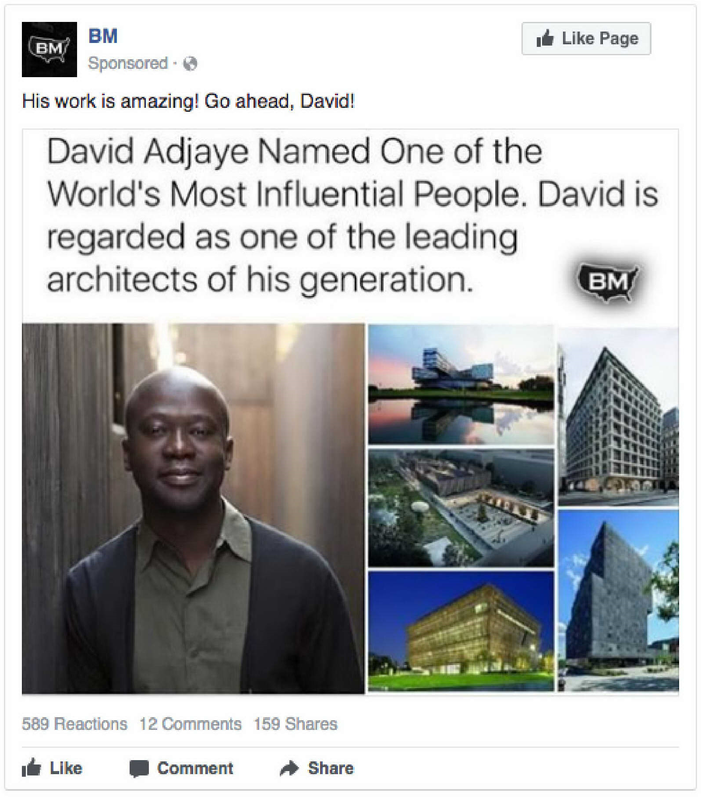 BM
BM
Sponsored ·
Like Page
His work is amazing! Go ahead, David!
David Adjaye Named One of the
World's Most Influential People. David is
regarded as one of the leading
architects of his generation.
BM
589 Reactions 12 Comments 159 Shares
Like Comment Share